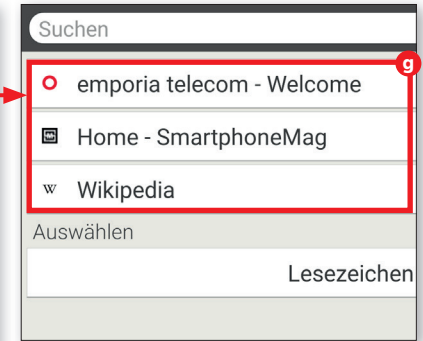 Suchen
g
emporia telecom - Welcome
Home - SmartphoneMag
W Wikipedia
Auswählen
Lesezeichen